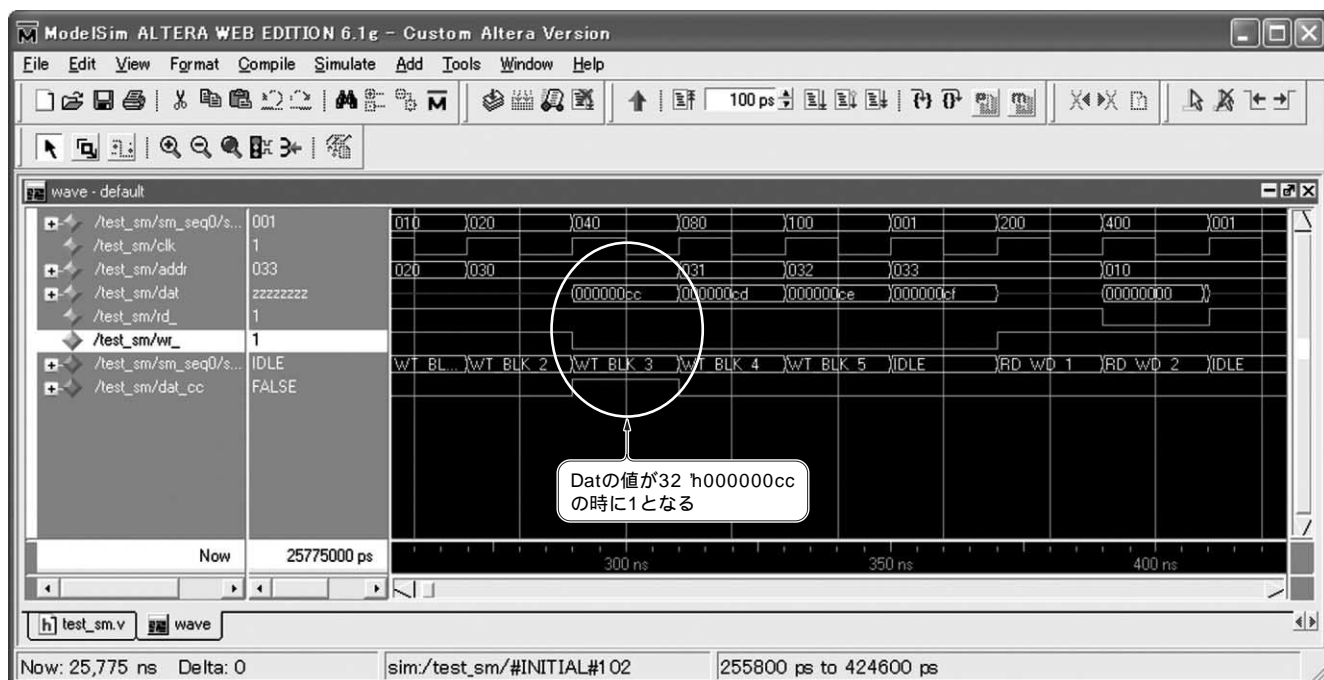 ModelSim ALTERA WEB EDITION 6.1g - Custom Altera Version
File Edit View Format Compile Simulate Add Tools Window Help
100 ps
wave - default
/test_sm/sm_seq0/s... 001 010 020 040 080 100 001 200 400 001
/test_sm/clk 1
/test_sm/addr 033 020 030 031 032 033 010
/test_sm/dat zzzzzzzz 000000cc 000000cd 000000ce 000000cf 00000000
/test_sm/rd_ 1
/test_sm/wr_ 1
/test_sm/sm_seq0/s... IDLE WT BL... WT BLK 2 WT BLK 3 WT BLK 4 WT BLK 5 IDLE RD WD 1 RD WD 2 IDLE
/test_sm/dat_cc FALSE
Datの値が32 'h000000cc
の時に1となる
Now 25775000 ps 300 ns 350 ns 400 ns
test_sm.v wave
Now: 25,775 ns Delta: 0 sim:/test_sm/#INITIAL#102 255800 ps to 424600 ps